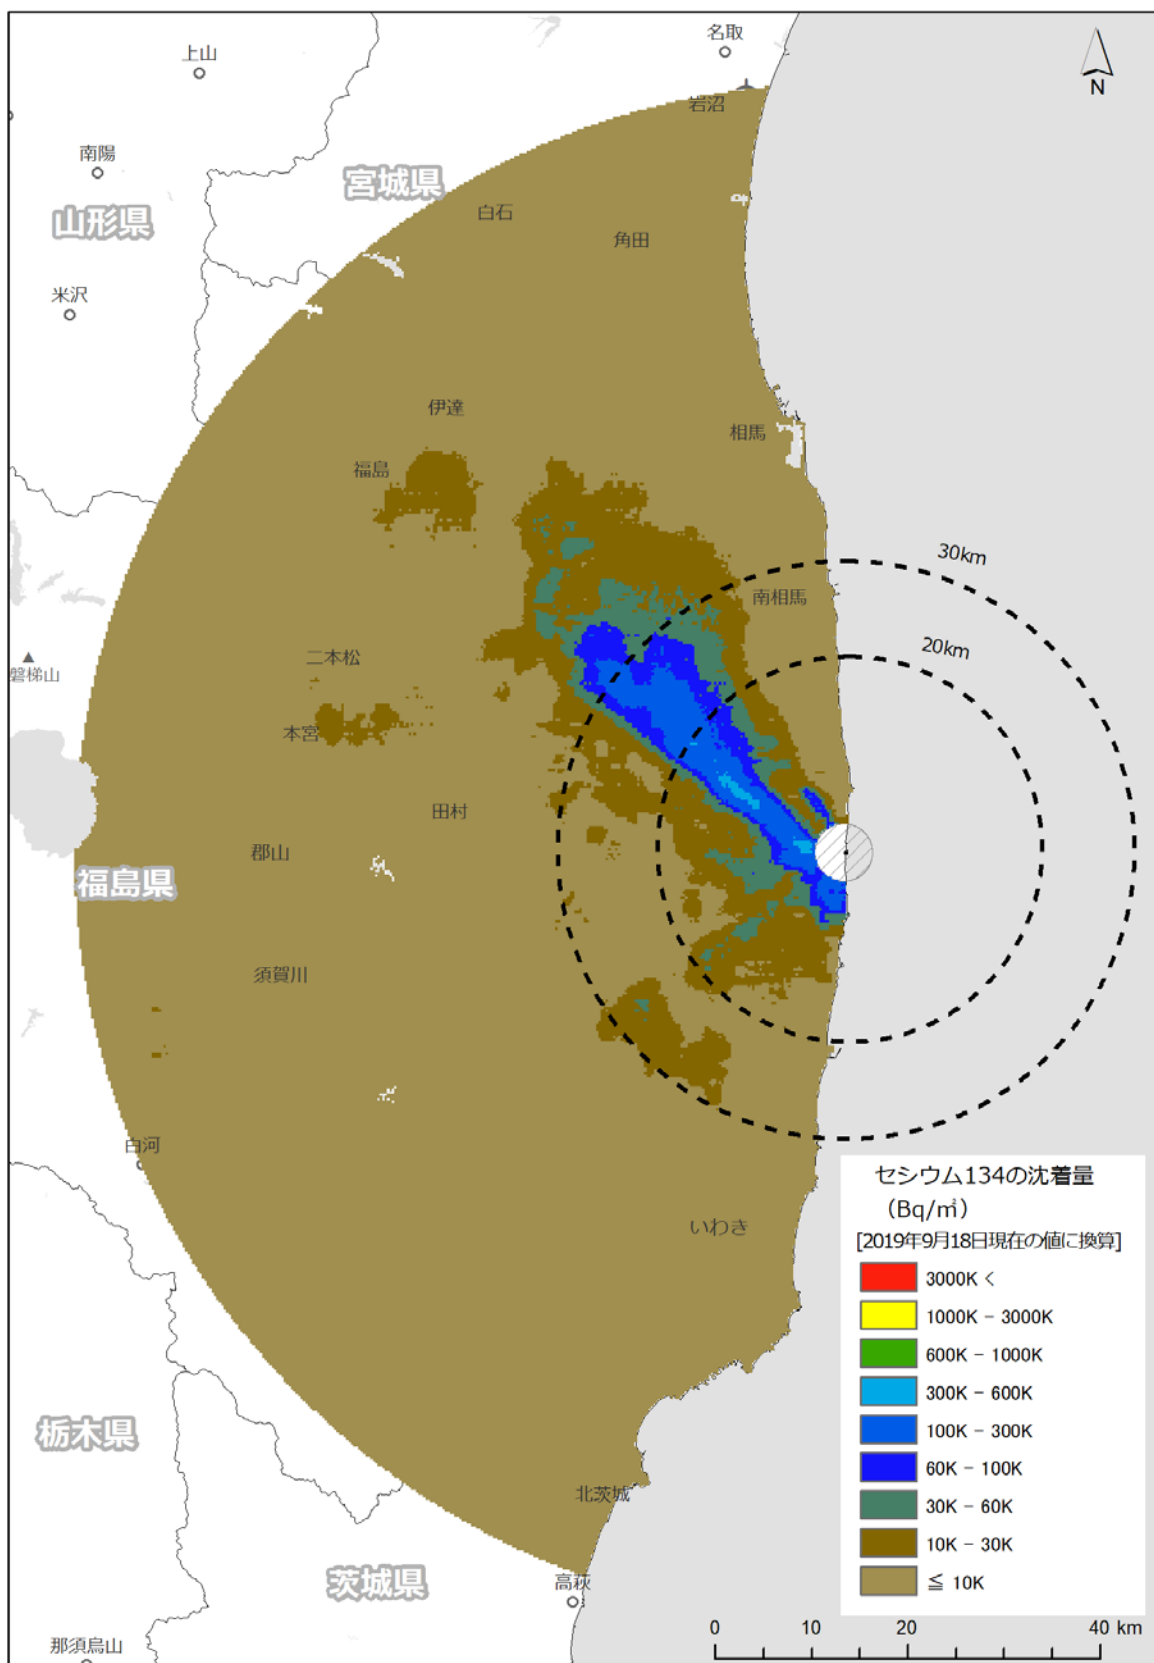 名取
上山
N
岩沼
南陽
宮城県
白石
山形県
角田
米沢
伊達
相馬
福島
30km
南相馬
20km
二本松
磐梯山
本宮
田村
郡山
福島県
須賀川
白河
セシウム134の沈着量
（Bq/㎡）
[2019年9月18日現在の値に換算]
いわき
3000K <
1000K − 3000K
600K − 1000K
300K − 600K
100K − 300K
栃木県
60K − 100K
北茨城
30K − 60K
10K − 30K
≦ 10K
茨城県
高萩
0 10 20 40 km
那須烏山